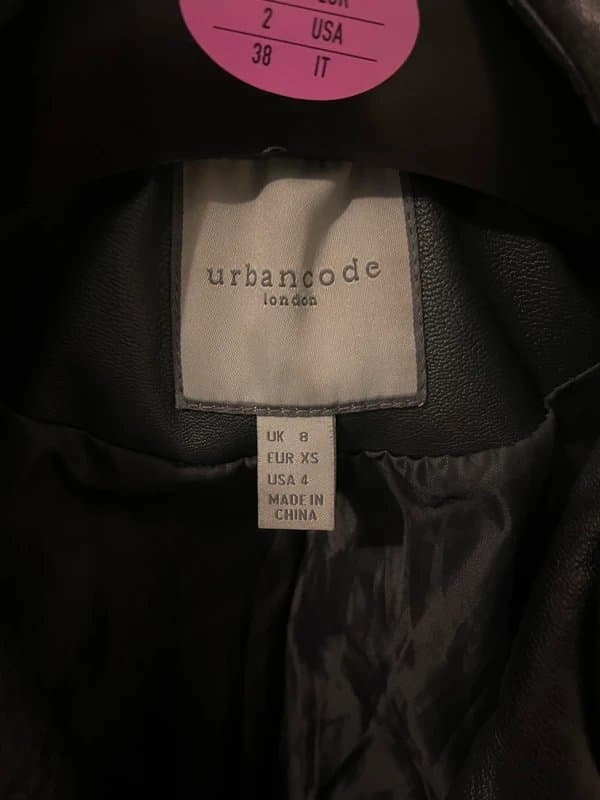 2 USA
38 IT
urbancode
london
UK 8
EUR XS
USA 4
MADE IN
CHINA